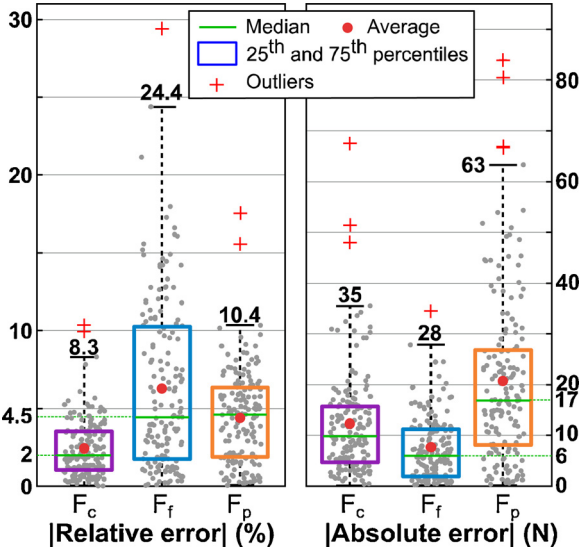 Median Average
25th and 75th percentiles
Outliers
30
20
10
4.5
2
0
24.4
8.3
10.4
63
35
28
80
60
40
20
17
10
6
0
Fc Ff Fp
Fc Ff Fp
|Relative error| (%)
|Absolute error| (N)